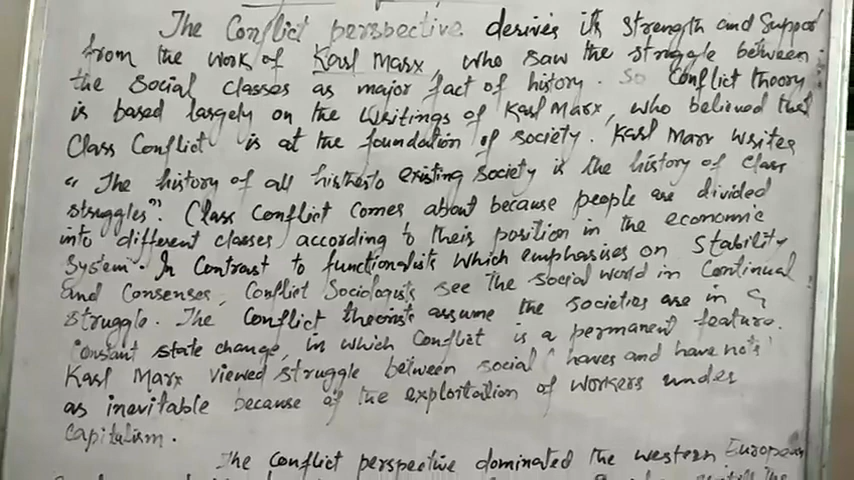 The Conflict perspective derives its strength and Support
from the work of Karl Marx, who saw the struggle between
the social classes as major fact of history. So Conflict theory
is based largely on the writings of Karl Marx, who believed that
Class Conflict is at the foundation of society. Karl Marx writes
"The history of all hitherto existing society is the history of class
struggles". Class Conflict comes about because people are divided
into different classes according to their position in the economic
System. In Contrast to functionalists which emphasises on Stability
and Consenses, Conflict Sociologists see the social world in Continual
struggle. The Conflict theorists assume the societies are in a
Constant state change, in which Conflict is a permanent feature.
Karl Marx viewed struggle between social 'haves and have nots'
as inevitable because of the exploitation of workers under
Capitalism.
The Conflict perspective dominated the western European